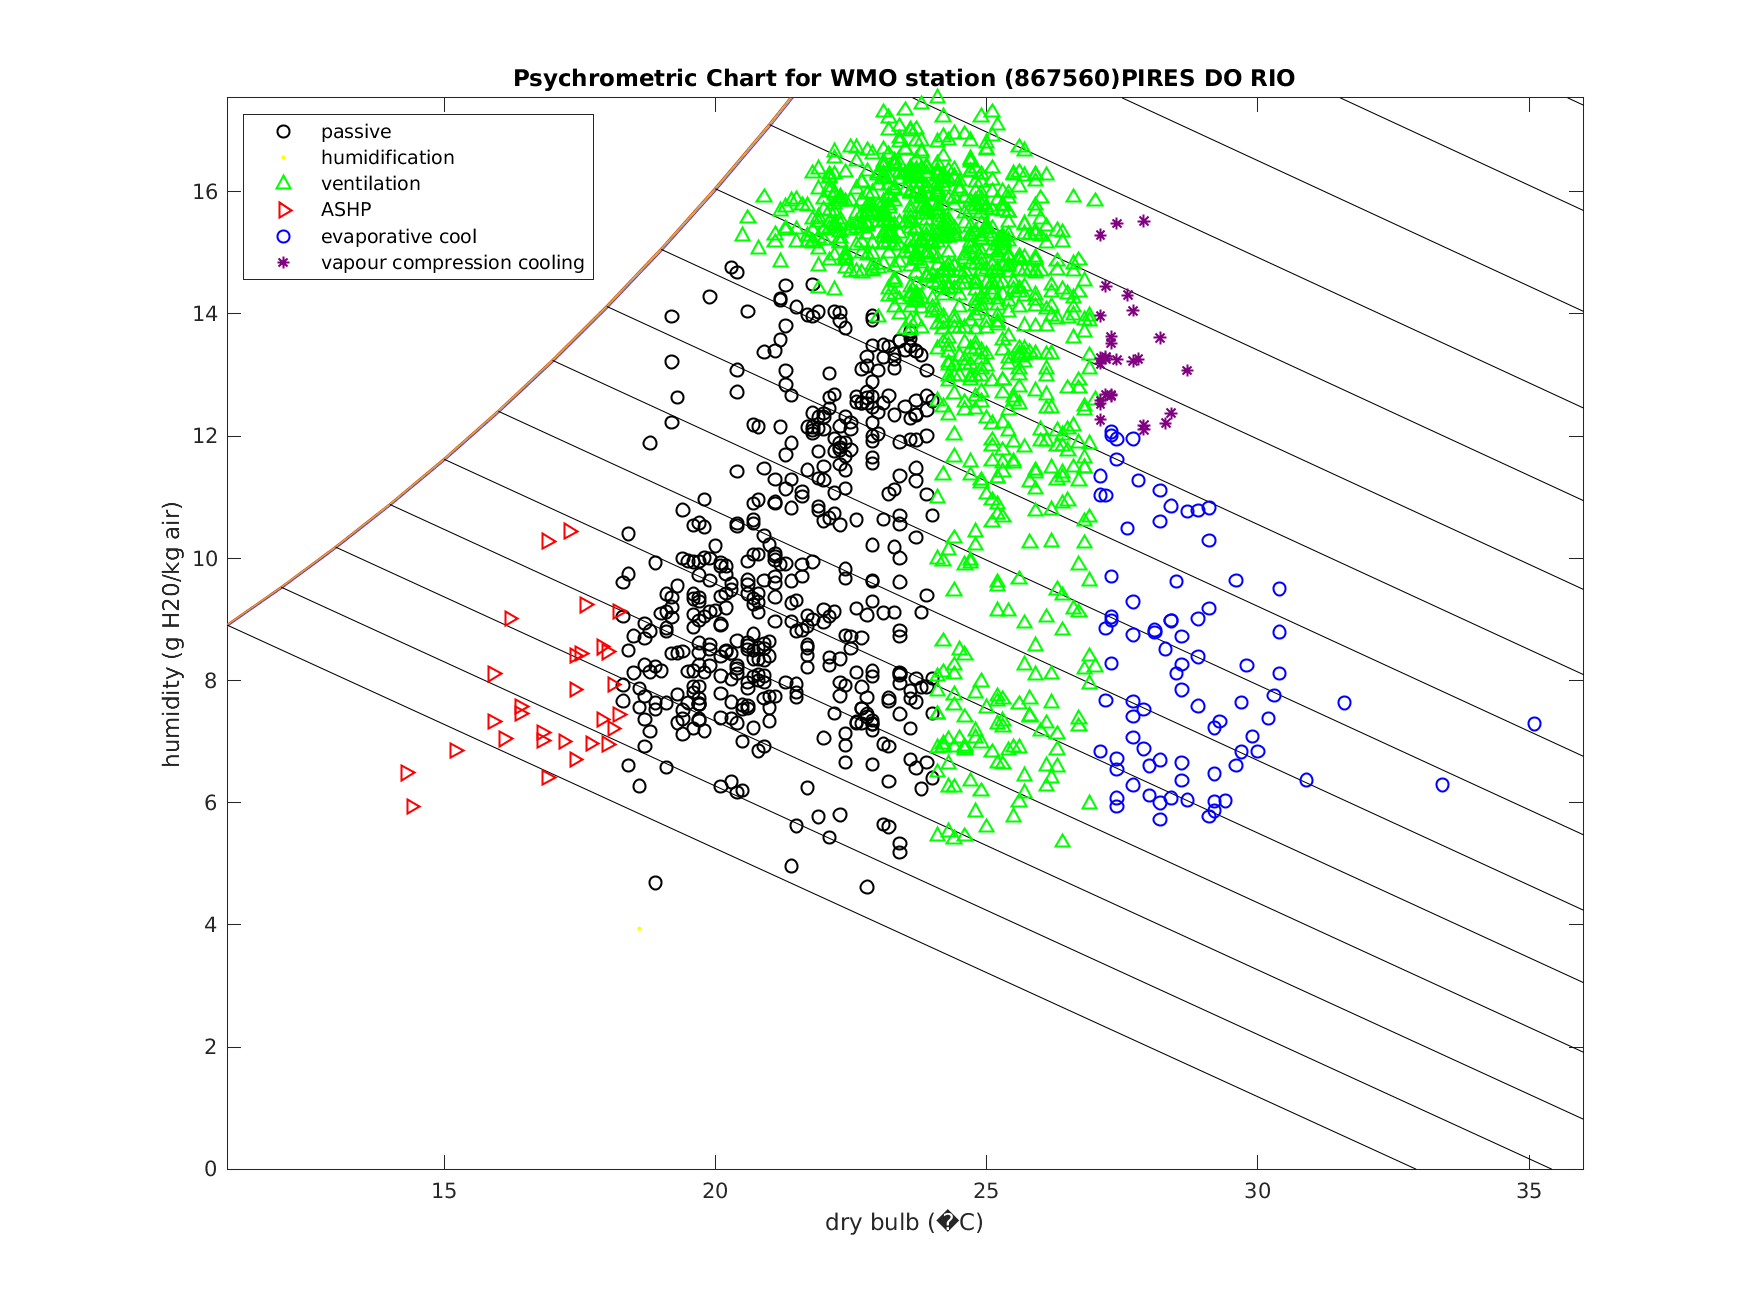 Psychrometric Chart for WMO station (867560)PIRES DO RIO
passive
humidification
ventilation
ASHP
evaporative cool
vapour compression cooling
16
14
12
10
8
6
4
2
0
humidity (g H20/kg air)
15 20 25 30 35
dry bulb (�C)